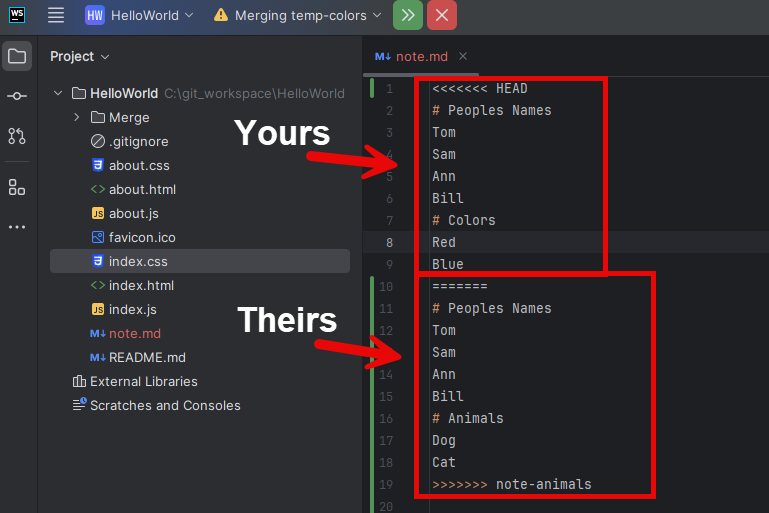 WS
HW HelloWorld
Merging temp-colors
Project
note.md
HelloWorld C:\git_workspace\HelloWorld
Merge
.gitignore
about.css
about.html
JS about.js
favicon.ico
index.css
index.html
JS index.js
M↓ note.md
M↓ README.md
External Libraries
Scratches and Consoles
Yours
Theirs
M↓ note.md
1 <<<<<<< HEAD
2 # Peoples Names
3 Tom
4 Sam
5 Ann
6 Bill
7 # Colors
8 Red
9 Blue
10 =======
11 # Peoples Names
12 Tom
Sam
14 Ann
15 Bill
16 # Animals
17 Dog
18 Cat
19 >>>>>>> note-animals
20